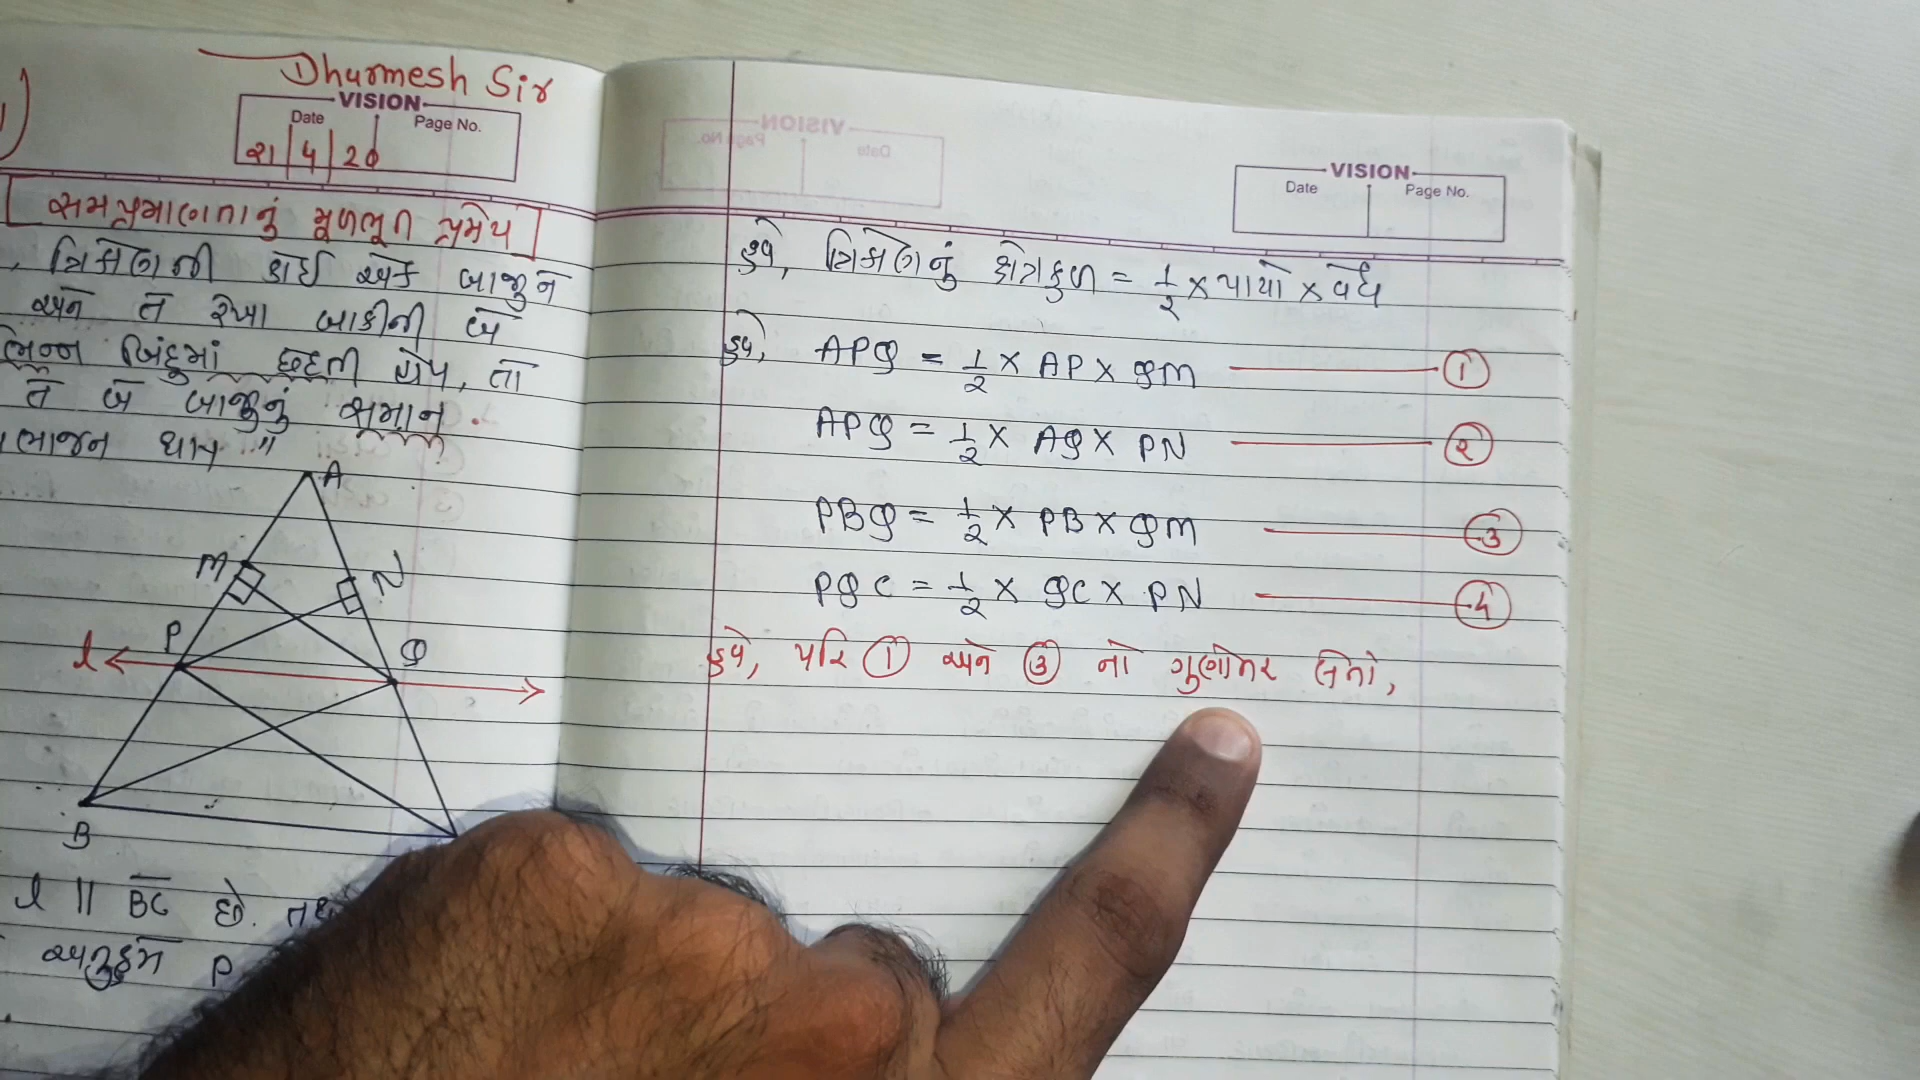 Dharmesh Sir
VISION
Date
Page No.
21/4/20
સમપ્રમાણતાનું મૂળભૂત પ્રમેય
ત્રિકોણની કોઈ એક બાજુને
અને તે રેખા બાકીની બે
ભિન્ન બિંદુમાં છેદતી હોય, તો
તે બે બાજુનું સમાન
ભાજન થાય "
A
M
N
P
Q
l
B
l || BC છે. તથા
અનુક્રમે P
VISION
Date
Page No.
હવે, ત્રિકોણનું ક્ષેત્રફળ = 1/2 × પાયો × વેધ
હવે, APQ = 1/2 × AP × QM ——— ①
APQ = 1/2 × AQ × PN ——— ②
PBQ = 1/2 × PB × QM ——— ③
PQC = 1/2 × QC × PN ——— ④
હવે, પરિ ① અને ③ નો ગુણોત્તર લેતાં,